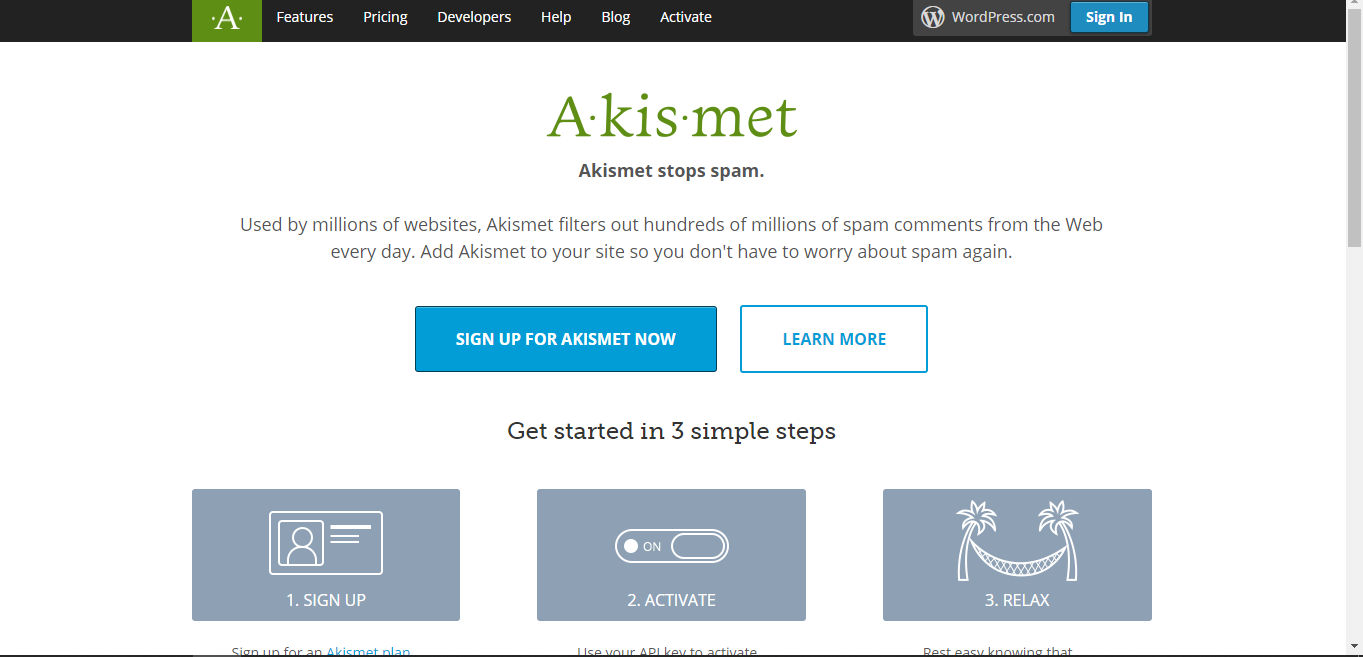 ·A· Features Pricing Developers Help Blog Activate WordPress.com Sign In
A·kis·met
Akismet stops spam.
Used by millions of websites, Akismet filters out hundreds of millions of spam comments from the Web
every day. Add Akismet to your site so you don't have to worry about spam again.
SIGN UP FOR AKISMET NOW LEARN MORE
Get started in 3 simple steps
ON
1. SIGN UP 2. ACTIVATE 3. RELAX
Sign up for an Akismet plan Use your API key to activate Rest easy knowing that